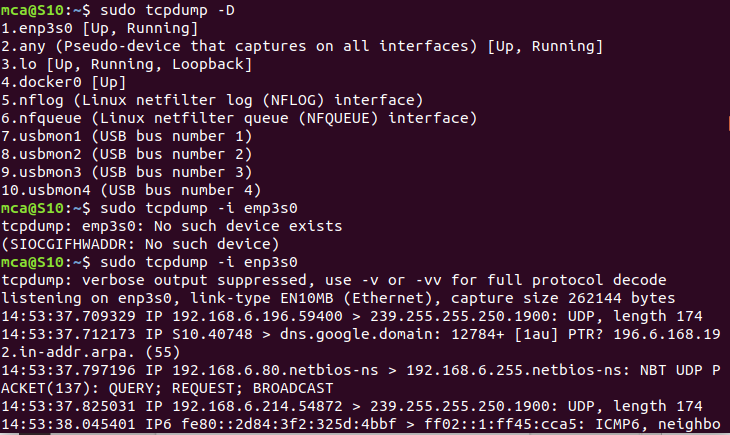 mca@S10:~$ sudo tcpdump -D
1.enp3s0 [Up, Running]
2.any (Pseudo-device that captures on all interfaces) [Up, Running]
3.lo [Up, Running, Loopback]
4.docker0 [Up]
5.nflog (Linux netfilter log (NFLOG) interface)
6.nfqueue (Linux netfilter queue (NFQUEUE) interface)
7.usbmon1 (USB bus number 1)
8.usbmon2 (USB bus number 2)
9.usbmon3 (USB bus number 3)
10.usbmon4 (USB bus number 4)
mca@S10:~$ sudo tcpdump -i emp3s0
tcpdump: emp3s0: No such device exists
(SIOCGIFHWADDR: No such device)
mca@S10:~$ sudo tcpdump -i enp3s0
tcpdump: verbose output suppressed, use -v or -vv for full protocol decode
listening on enp3s0, link-type EN10MB (Ethernet), capture size 262144 bytes
14:53:37.709329 IP 192.168.6.196.59400 > 239.255.255.250.1900: UDP, length 174
14:53:37.712173 IP S10.40748 > dns.google.domain: 12784+ [1au] PTR? 196.6.168.19
2.in-addr.arpa. (55)
14:53:37.797196 IP 192.168.6.80.netbios-ns > 192.168.6.255.netbios-ns: NBT UDP P
ACKET(137): QUERY; REQUEST; BROADCAST
14:53:37.825031 IP 192.168.6.214.54872 > 239.255.255.250.1900: UDP, length 174
14:53:38.045401 IP6 fe80::2d84:3f2:325d:4bbf > ff02::1:ff45:cca5: ICMP6, neighbo